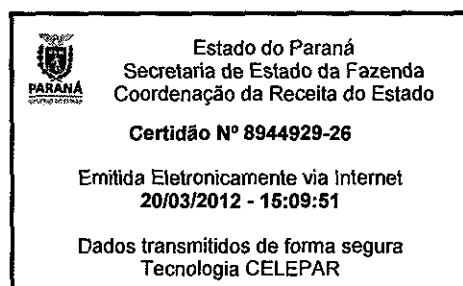 Estado do Paraná
Secretaria de Estado da Fazenda
Coordenação da Receita do Estado
PARANÁ
Certidão Nº 8944929-26
Emitida Eletronicamente via Internet
20/03/2012 - 15:09:51
Dados transmitidos de forma segura
Tecnologia CELEPAR